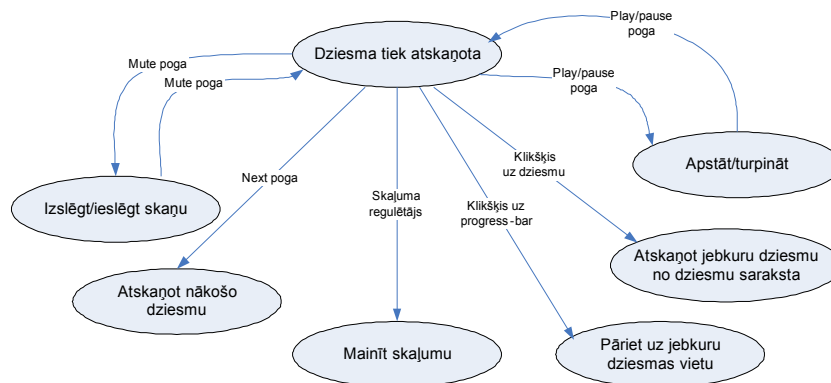 Play/pause
poga
Dziesma tiek atskaņota
Mute poga
Mute poga
Play/pause
poga
Klikšķis
uz dziesmu
Apstāt/turpināt
Next poga
Skaļuma
regulētājs
Izslēgt/ieslēgt skaņu
Klikšķis uz
progress-bar
Atskaņot jebkuru dziesmu
no dziesmu saraksta
Atskaņot nākošo
dziesmu
Mainīt skaļumu
Pāriet uz jebkuru
dziesmas vietu